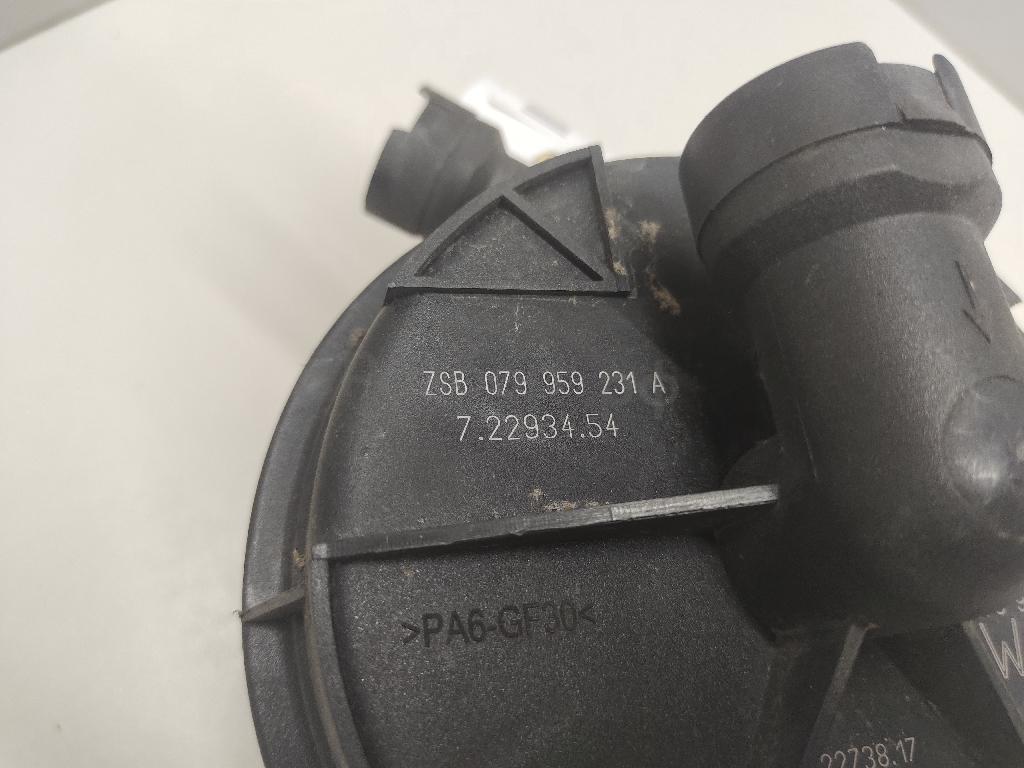 ZSB 079 959 231 A
7.22934.54
>PA6-GF30<
22738.17